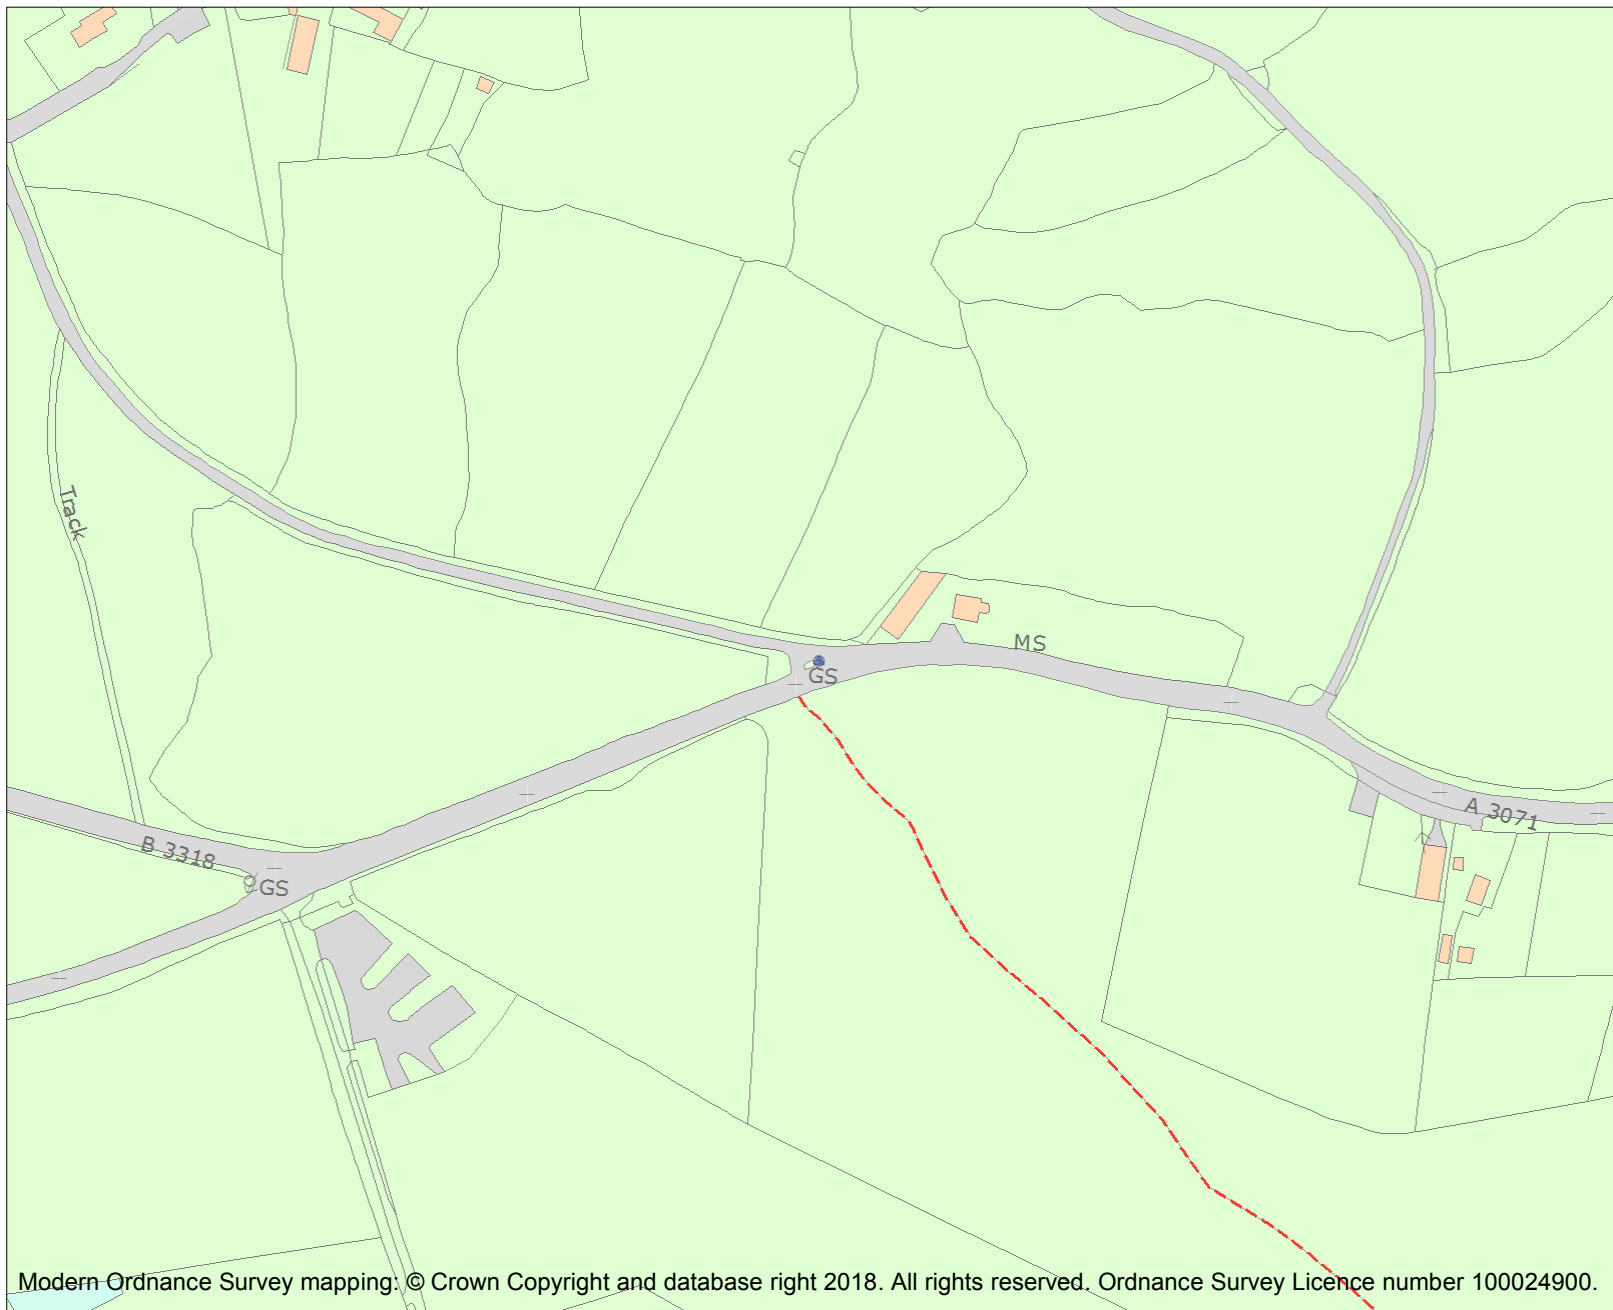 Track
MS
GS
A 3071
B 3318
GS
Modern Ordnance Survey mapping: © Crown Copyright and database right 2018. All rights reserved. Ordnance Survey Licence number 100024900.